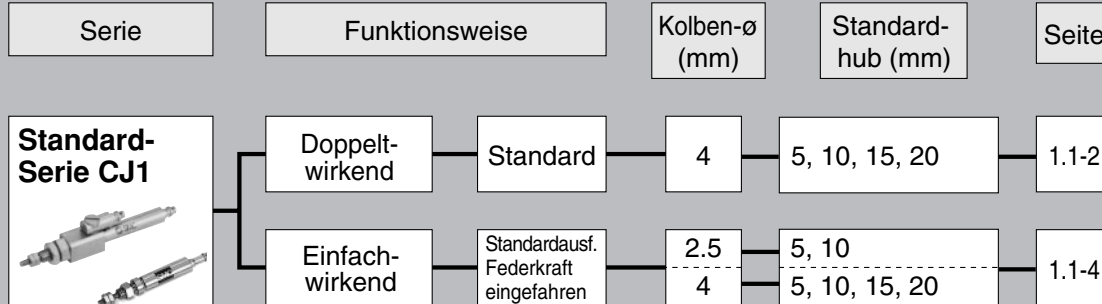 Serie
Funktionsweise
Kolben-ø
(mm)
Standard-
hub (mm)
Seite
Standard-
Serie CJ1
Doppelt-
wirkend
Standard
4
5, 10, 15, 20
1.1-2
Einfach-
wirkend
Standardausf.
Federkraft
eingefahren
2.5
5, 10
4
5, 10, 15, 20
1.1-4